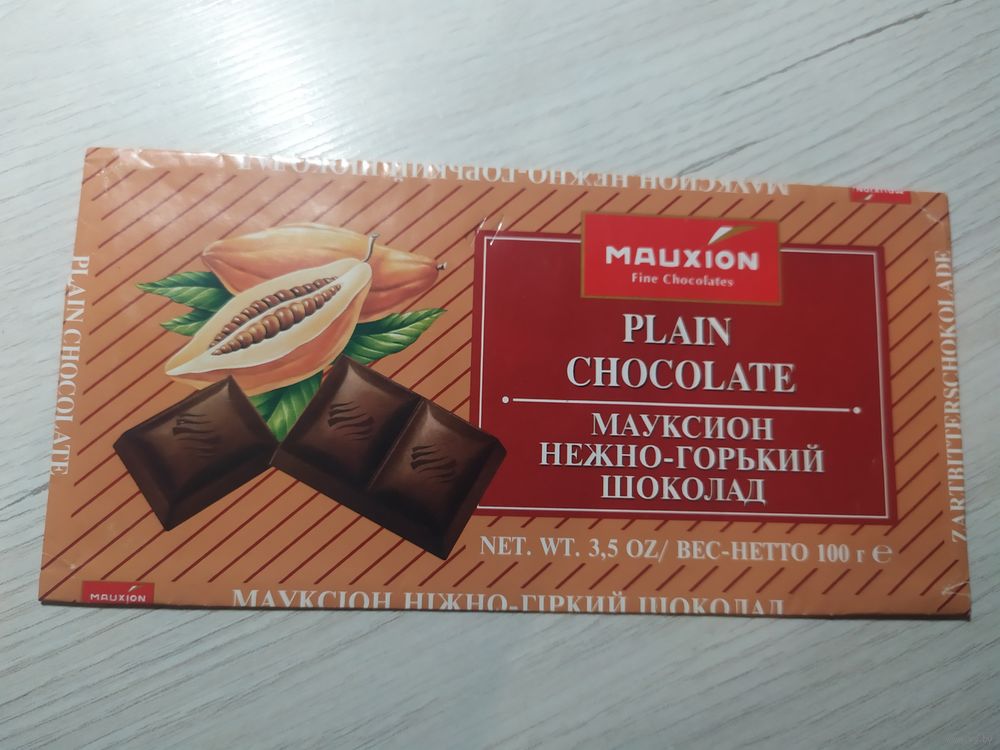 МАУКСИОН НЕЖНО-ГОРЬКИЙ ШОКОЛАД
MAUXION
PLAIN CHOCOLATE
MAUXION
Fine Chocolates
PLAIN
CHOCOLATE
МАУКСИОН
НЕЖНО-ГОРЬКИЙ
ШОКОЛАД
NET. WT. 3,5 OZ/ ВЕС-НЕТТО 100 г e
ZARTBITTERSCHOKOLADE
MAUXION
МАУКСІОН НІЖНО-ГІРКИЙ ШОКОЛАД